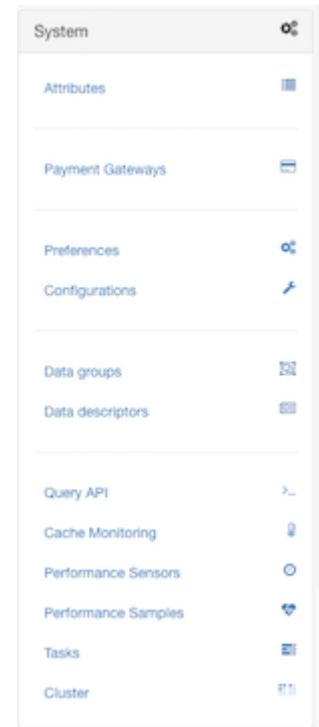 System
Attributes
Payment Gateways
Preferences
Configurations
Data groups
Data descriptors
Query API
Cache Monitoring
Performance Sensors
Performance Samples
Tasks
Cluster